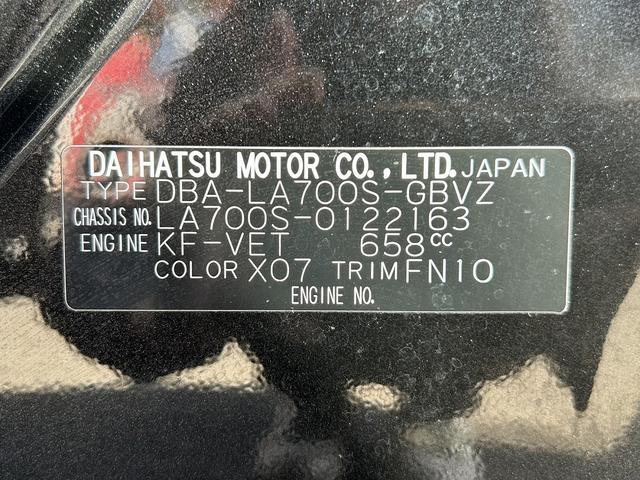 DAIHATSU MOTOR CO., LTD. JAPAN
TYPE DBA-LA700S-GBVZ
CHASSIS NO. LA700S-0122163
ENGINE KF-VET 658cc
COLOR X07 TRIM FN10
ENGINE NO.